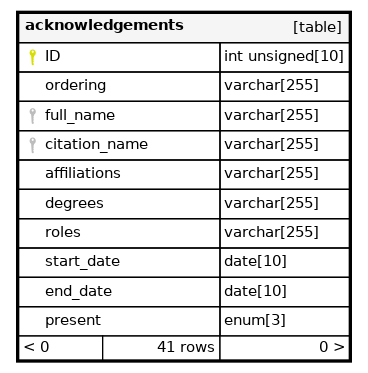 acknowledgements [table]
ID int unsigned[10]
ordering varchar[255]
full_name varchar[255]
citation_name varchar[255]
affiliations varchar[255]
degrees varchar[255]
roles varchar[255]
start_date date[10]
end_date date[10]
present enum[3]
< 0 41 rows 0 >